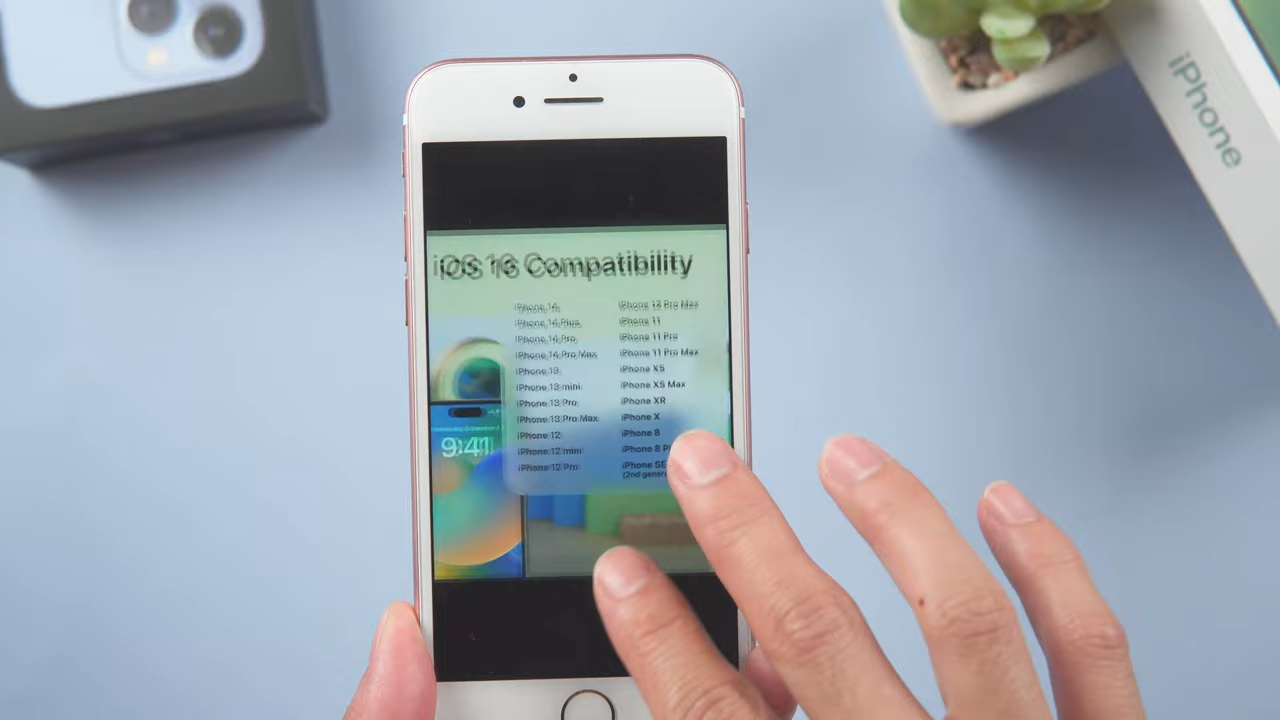 iPhone
iOS 16 Compatibility
iPhone 14
iPhone 14 Plus
iPhone 14 Pro
iPhone 14 Pro Max
iPhone 13
iPhone 13 mini
iPhone 13 Pro
iPhone 13 Pro Max
iPhone 12
iPhone 12 mini
iPhone 12 Pro
iPhone 12 Pro Max
iPhone 11
iPhone 11 Pro
iPhone 11 Pro Max
iPhone XS
iPhone XS Max
iPhone XR
iPhone X
iPhone 8
iPhone 8
iPhone SE
(2nd
9:41